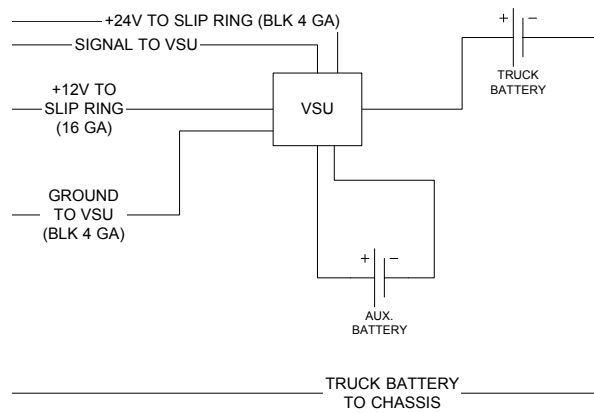 +24V TO SLIP RING (BLK 4 GA)
SIGNAL TO VSU
+12V TO
SLIP RING
(16 GA)
VSU
+ −
TRUCK
BATTERY
GROUND
TO VSU
(BLK 4 GA)
+ −
AUX.
BATTERY
TRUCK BATTERY
TO CHASSIS